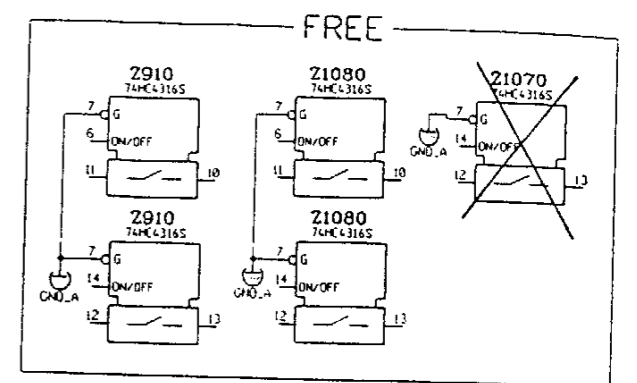 FREE
Z910
74HC4316S
7
G
6
ON/OFF
11
10
Z1080
74HC4316S
7
G
6
ON/OFF
11
10
Z1070
74HC4316S
7
G
GND_A
14
ON/OFF
12
13
Z910
74HC4316S
7
G
14
ON/OFF
GND_A
12
13
Z1080
74HC4316S
7
G
14
ON/OFF
GND_A
12
13